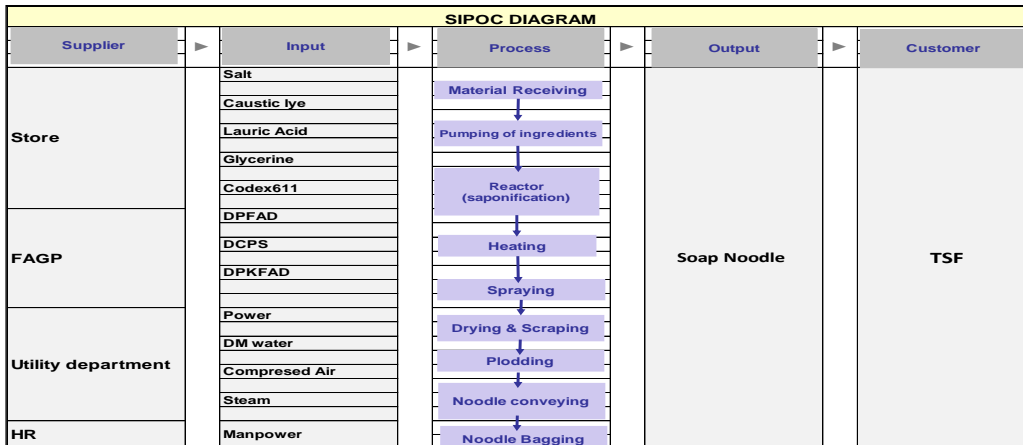 SIPOC DIAGRAM
Supplier
Input
Process
Output
Customer
Store
Salt
Caustic lye
Lauric Acid
Glycerine
Codex611
FAGP
DPFAD
DCPS
DPKFAD
Utility department
Power
DM water
Compresed Air
Steam
HR
Manpower
Material Receiving
Pumping of ingredients
Reactor
(saponification)
Heating
Spraying
Drying & Scraping
Plodding
Noodle conveying
Noodle Bagging
Soap Noodle
TSF